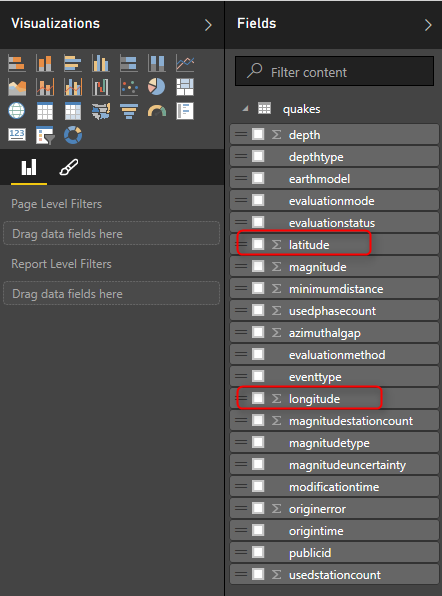 Visualizations
Fields
Filter content
quakes
123
Page Level Filters
Drag data fields here
Report Level Filters
Drag data fields here
Σ depth
depthtype
earthmodel
evaluationmode
evaluationstatus
Σ latitude
Σ magnitude
Σ minimumdistance
Σ usedphasecount
Σ azimuthalgap
evaluationmethod
eventtype
Σ longitude
Σ magnitudestationcount
magnitudetype
magnitudeuncertainty
modificationtime
Σ originerror
origintime
publicid
Σ usedstationcount